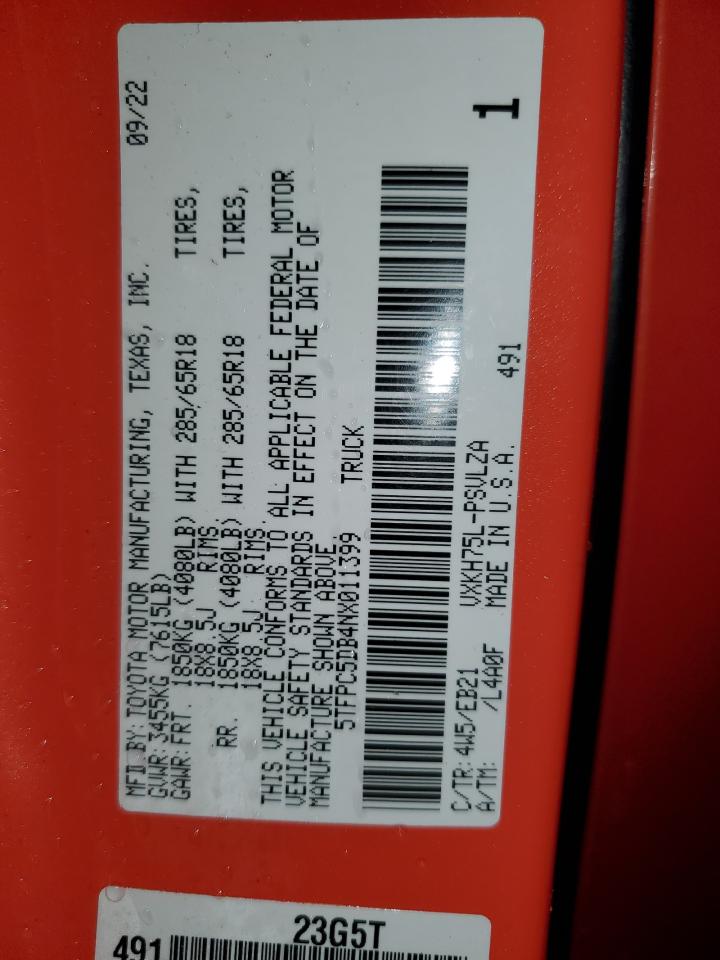 MFD BY: TOYOTA MOTOR MANUFACTURING, TEXAS, INC. 09/22
GVWR: 3455KG (7615LB)
GAWR: FRT. 1850KG (4080LB) WITH 285/65R18 TIRES,
18X8.5J RIMS.
RR. 1850KG (4080LB) WITH 285/65R18 TIRES,
18X8.5J RIMS.
THIS VEHICLE CONFORMS TO ALL APPLICABLE FEDERAL MOTOR
VEHICLE SAFETY STANDARDS IN EFFECT ON THE DATE OF
MANUFACTURE SHOWN ABOVE.
5TFPC5DB4NX011399 TRUCK
1
C/TR: 4W5/EB21 VXKH75L-PSVLZA 491
A/TM: /L4A0F MADE IN U.S.A.
23G5T
491